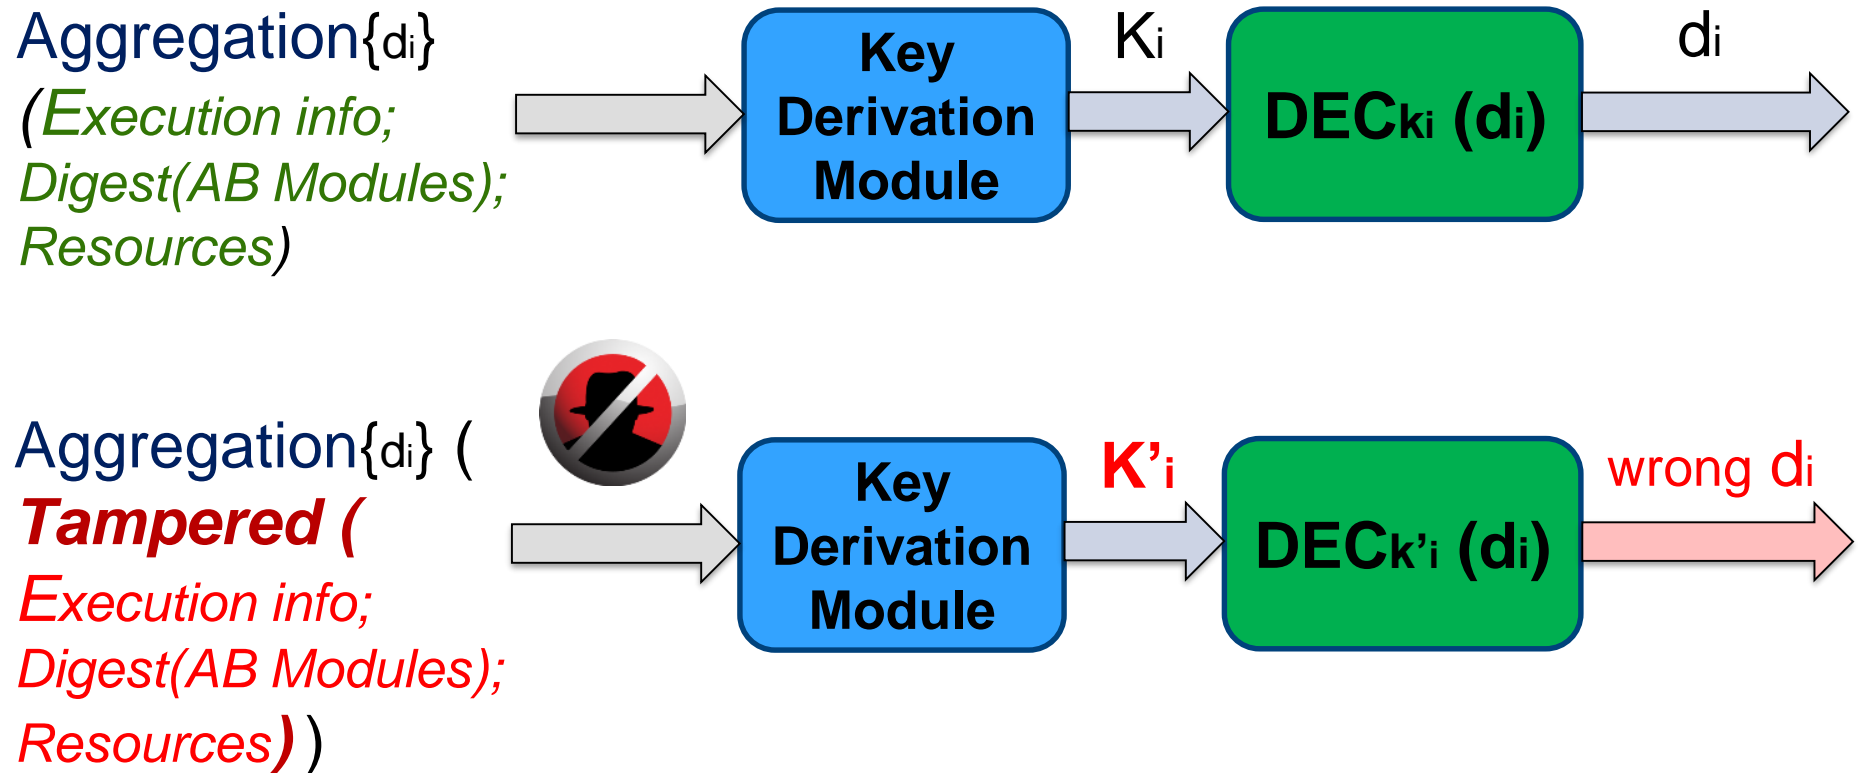 Aggregation{di}
(Execution info;
Digest(AB Modules);
Resources)
Key
Derivation
Module
Ki
DECki (di)
di
Aggregation{di} (
Tampered (
Execution info;
Digest(AB Modules);
Resources) )
Key
Derivation
Module
K’i
DECk’i (di)
wrong di